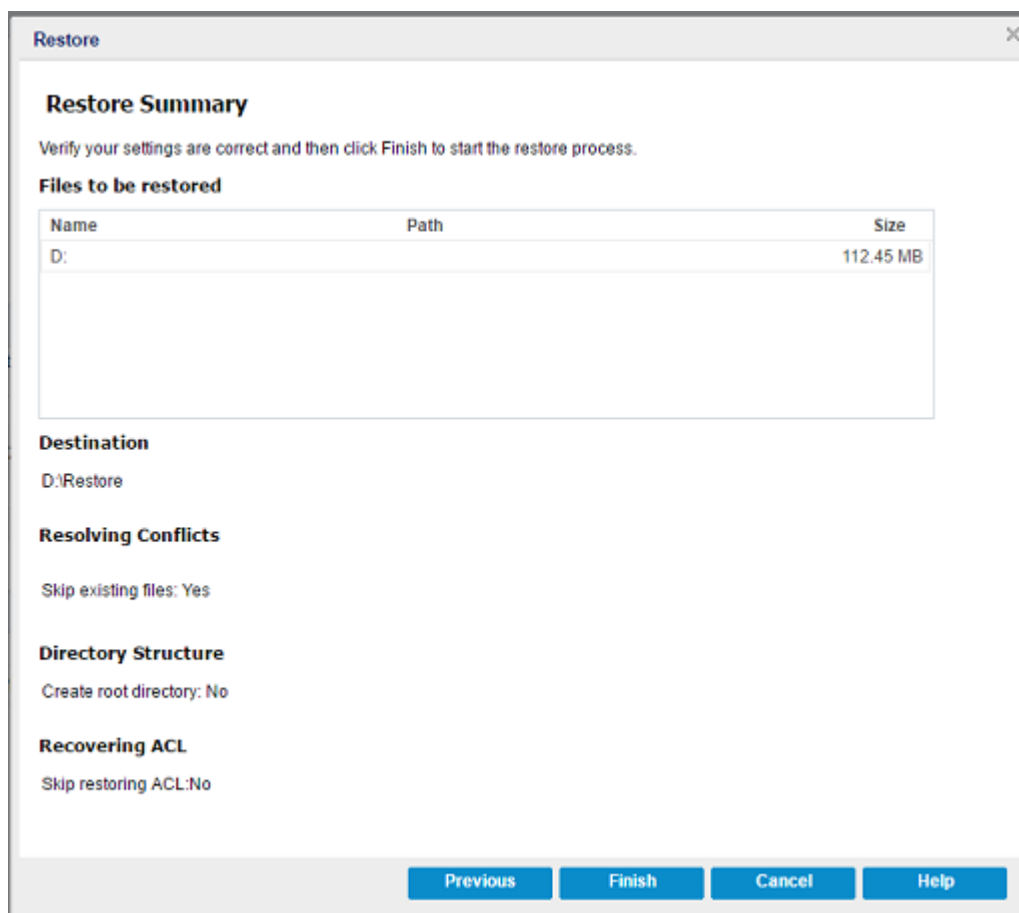 Restore
Restore Summary
Verify your settings are correct and then click Finish to start the restore process.
Files to be restored
Name Path Size
D: 112.45 MB
Destination
D:\Restore
Resolving Conflicts
Skip existing files: Yes
Directory Structure
Create root directory: No
Recovering ACL
Skip restoring ACL:No
Previous Finish Cancel Help